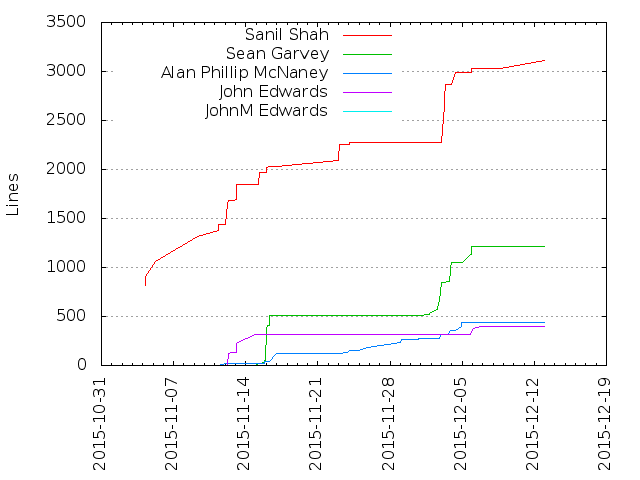 3500
3000
2500
2000
1500
1000
500
0
Lines
Sanil Shah
Sean Garvey
Alan Phillip McNaney
John Edwards
JohnM Edwards
2015-10-31
2015-11-07
2015-11-14
2015-11-21
2015-11-28
2015-12-05
2015-12-12
2015-12-19